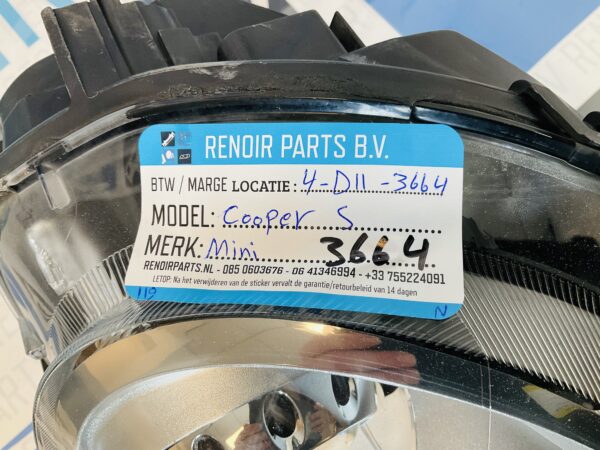 RENOIR PARTS B.V.
BTW / MARGE LOCATIE: 4-D11-3664
MODEL: Cooper S
MERK: Mini 3664
RENOIRPARTS.NL - 085 0603676 - 06 41346994 - +33 755224091
LETOP: Na het verwijderen van de sticker vervalt de garantie/retourbeleid van 14 dagen
119 N